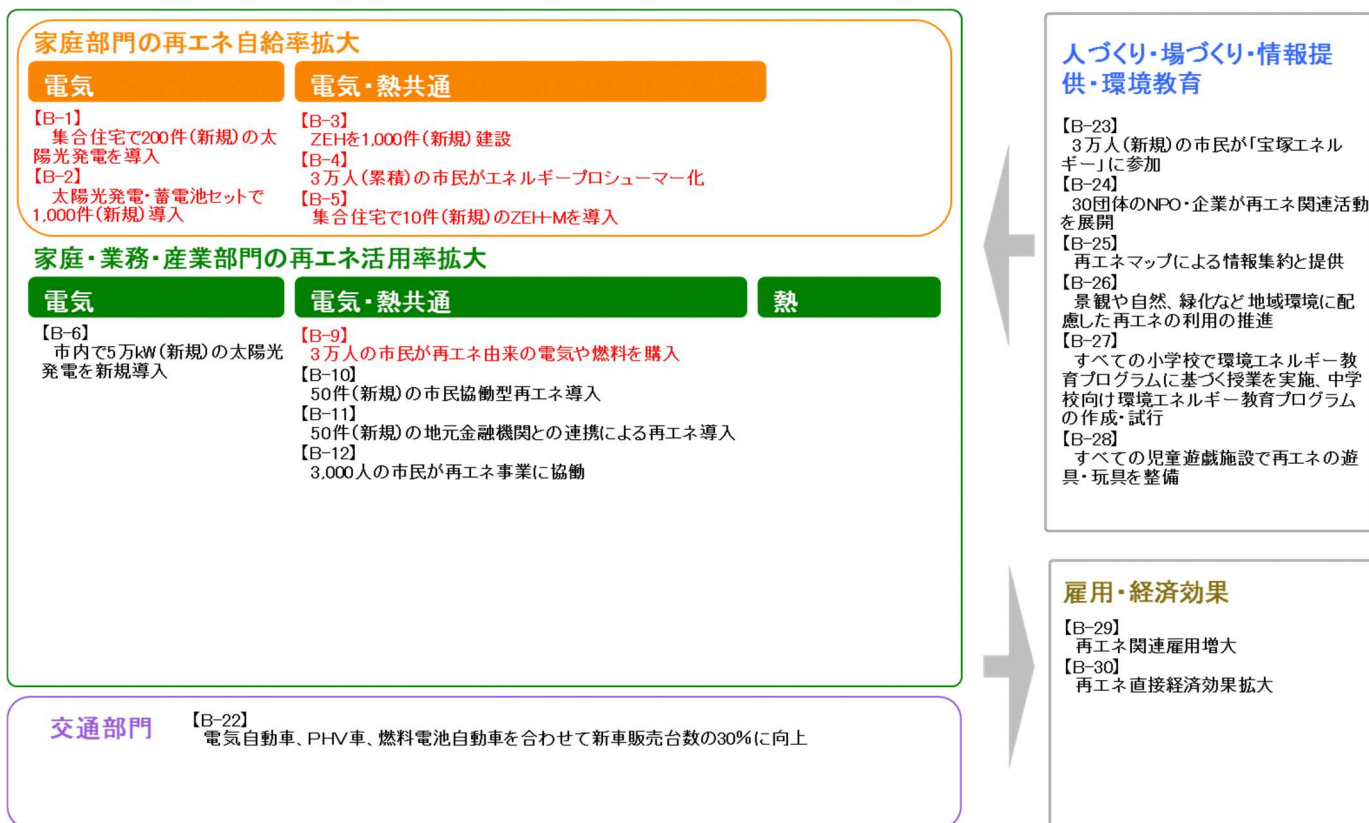 家庭部門の再エネ自給率拡大
電気
【B-1】
集合住宅で200件(新規)の太
陽光発電を導入
【B-2】
太陽光発電・蓄電池セットで
1,000件(新規)導入
電気・熱共通
【B-3】
ZEHを1,000件(新規)建設
【B-4】
3万人(累積)の市民がエネルギープロシューマー化
【B-5】
集合住宅で10件(新規)のZEH-Mを導入
家庭・業務・産業部門の再エネ活用率拡大
電気
【B-6】
市内で5万kW(新規)の太陽光
発電を新規導入
電気・熱共通
【B-9】
3万人の市民が再エネ由来の電気や燃料を購入
【B-10】
50件(新規)の市民協働型再エネ導入
【B-11】
50件(新規)の地元金融機関との連携による再エネ導入
【B-12】
3,000人の市民が再エネ事業に協働
熱
交通部門
【B-22】
電気自動車、PHV車、燃料電池自動車を合わせて新車販売台数の30%に向上
人づくり・場づくり・情報提
供・環境教育
【B-23】
3万人(新規)の市民が「宝塚エネル
ギー」に参加
【B-24】
30団体のNPO・企業が再エネ関連活動
を展開
【B-25】
再エネマップによる情報集約と提供
【B-26】
景観や自然、緑化など地域環境に配
慮した再エネの利用の推進
【B-27】
すべての小学校で環境エネルギー教
育プログラムに基づく授業を実施、中学
校向け環境エネルギー教育プログラム
の作成・試行
【B-28】
すべての児童遊戯施設で再エネの遊
具・玩具を整備
雇用・経済効果
【B-29】
再エネ関連雇用増大
【B-30】
再エネ直接経済効果拡大